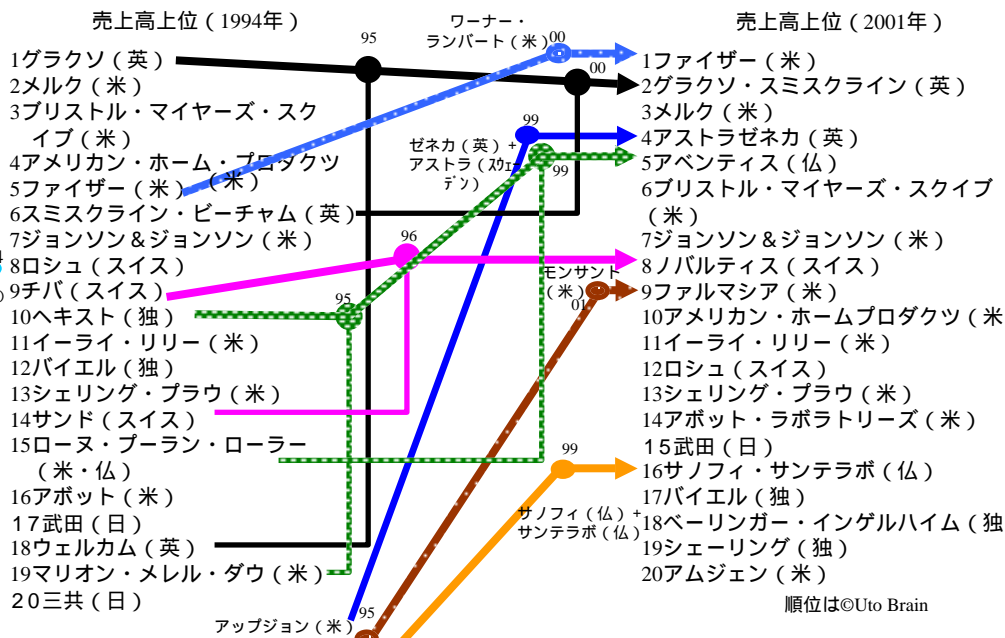 売上高上位（1994年）
1グラクソ（英）
2メルク（米）
3ブリストル・マイヤーズ・スク
イブ（米）
4アメリカン・ホーム・プロダクツ
（米）
5ファイザー（米）
6スミスクライン・ビーチャム（英）
7ジョンソン＆ジョンソン（米）
8ロシュ（スイス）
9チバ（スイス）
10ヘキスト（独）
11イーライ・リリー（米）
12バイエル（独）
13シェリング・プラウ（米）
14サンド（スイス）
15ローヌ・プーラン・ローラー
（米・仏）
16アボット（米）
17武田（日）
18ウェルカム（英）
19マリオン・メレル・ダウ（米）
20三共（日）
95
ワーナー・
ランバート（米）
00
00
99
ゼネカ（英）+
アストラ（スウェー
デン）
99
96
95
モンサント
（米）
01
99
サノフィ（仏）+
サンテラボ（仏）
95
アップジョン（米）
売上高上位（2001年）
1ファイザー（米）
2グラクソ・スミスクライン（英）
3メルク（米）
4アストラゼネカ（英）
5アベンティス（仏）
6ブリストル・マイヤーズ・スクイブ
（米）
7ジョンソン＆ジョンソン（米）
8ノバルティス（スイス）
9ファルマシア（米）
10アメリカン・ホームプロダクツ（米
11イーライ・リリー（米）
12ロシュ（スイス）
13シェリング・プラウ（米）
14アボット・ラボラトリーズ（米）
15武田（日）
16サノフィ・サンテラボ（仏）
17バイエル（独）
18ベーリンガー・インゲルハイム（独
19シェーリング（独）
20アムジェン（米）
順位は©Uto Brain